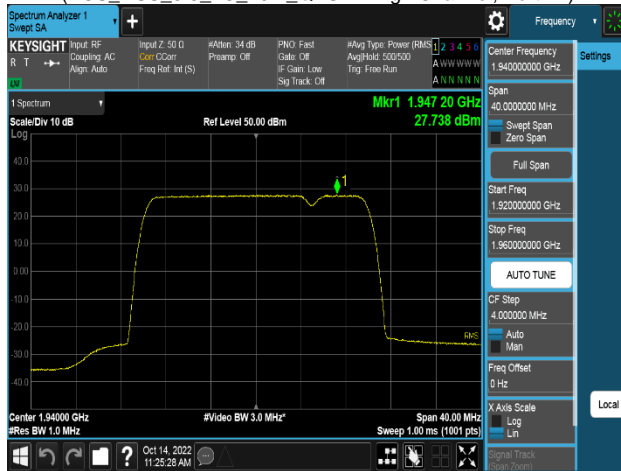 Spectrum Analyzer 1
Swept SA
KEYSIGHT
R T
Input: RF
Coupling: AC
Align: Auto
Input Z: 50 Ω
Corr CCorr
Freq Ref: Int (S)
#Atten: 34 dB
Preamp: Off
PNO: Fast
Gate: Off
IF Gain: Low
Sig Track: Off
#Avg Type: Power (RMS
Avg|Hold: 500/500
Trig: Free Run
1 2 3 4 5 6
A W W W W W
A N N N N N
1 Spectrum
Mkr1 1.947 20 GHz
27.738 dBm
Scale/Div 10 dB
Ref Level 50.00 dBm
Log
40.0
30.0
20.0
10.0
0.00
-10.0
-20.0
-30.0
-40.0
1
RMS
Center 1.94000 GHz
#Video BW 3.0 MHz*
Span 40.00 MHz
#Res BW 1.0 MHz
Sweep 1.00 ms (1001 pts)
?
Oct 14, 2022
11:25:28 AM
Frequency
Center Frequency
1.940000000 GHz
Settings
Span
40.0000000 MHz
Swept Span
Zero Span
Full Span
Start Freq
1.920000000 GHz
Stop Freq
1.960000000 GHz
AUTO TUNE
CF Step
4.000000 MHz
Auto
Man
Freq Offset
0 Hz
X Axis Scale
Log
Lin
Local
Signal Track
(Span Zoom)